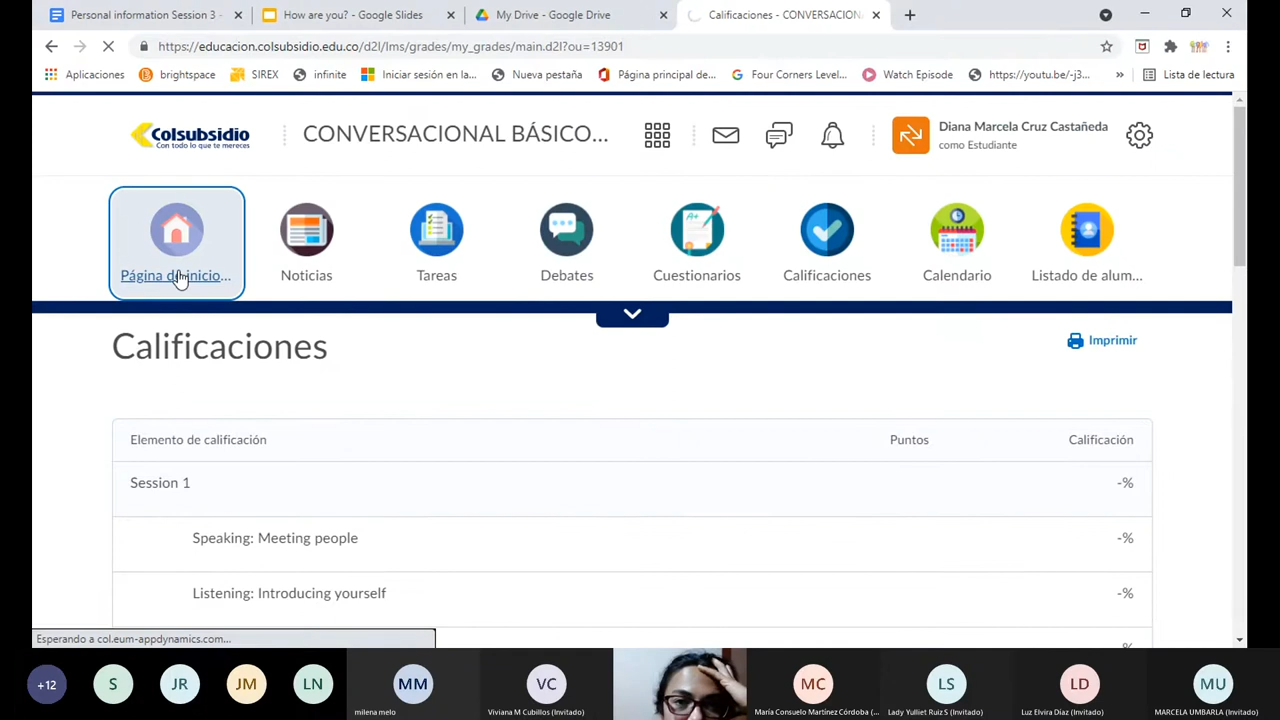 Personal information Session 3 -
How are you? - Google Slides
My Drive - Google Drive
Calificaciones - CONVERSACION
https://educacion.colsubsidio.edu.co/d2l/lms/grades/my_grades/main.d2l?ou=13901
Aplicaciones
brightspace
SIREX
infinite
Iniciar sesión en la...
Nueva pestaña
Página principal de...
Four Corners Level...
Watch Episode
https://youtu.be/-j3...
»
Lista de lectura
Colsubsidio
Con todo lo que te mereces
CONVERSACIONAL BÁSICO...
Diana Marcela Cruz Castañeda
como Estudiante
Página de inicio...
Noticias
Tareas
Debates
Cuestionarios
Calificaciones
Calendario
Listado de alum...
Calificaciones
Imprimir
Elemento de calificación Puntos Calificación
Session 1 -%
Speaking: Meeting people -%
Listening: Introducing yourself -%
Esperando a col.eum-appdynamics.com...
+12
S
JR
JM
LN
MM
milena melo
VC
Viviana M Cubillos (Invitado)
MC
María Consuelo Martínez Córdoba (...
LS
Lady Yulliet Ruiz S (Invitado)
LD
Luz Elvira Díaz (Invitado)
MU
MARCELA UMBARLA (Invitado)